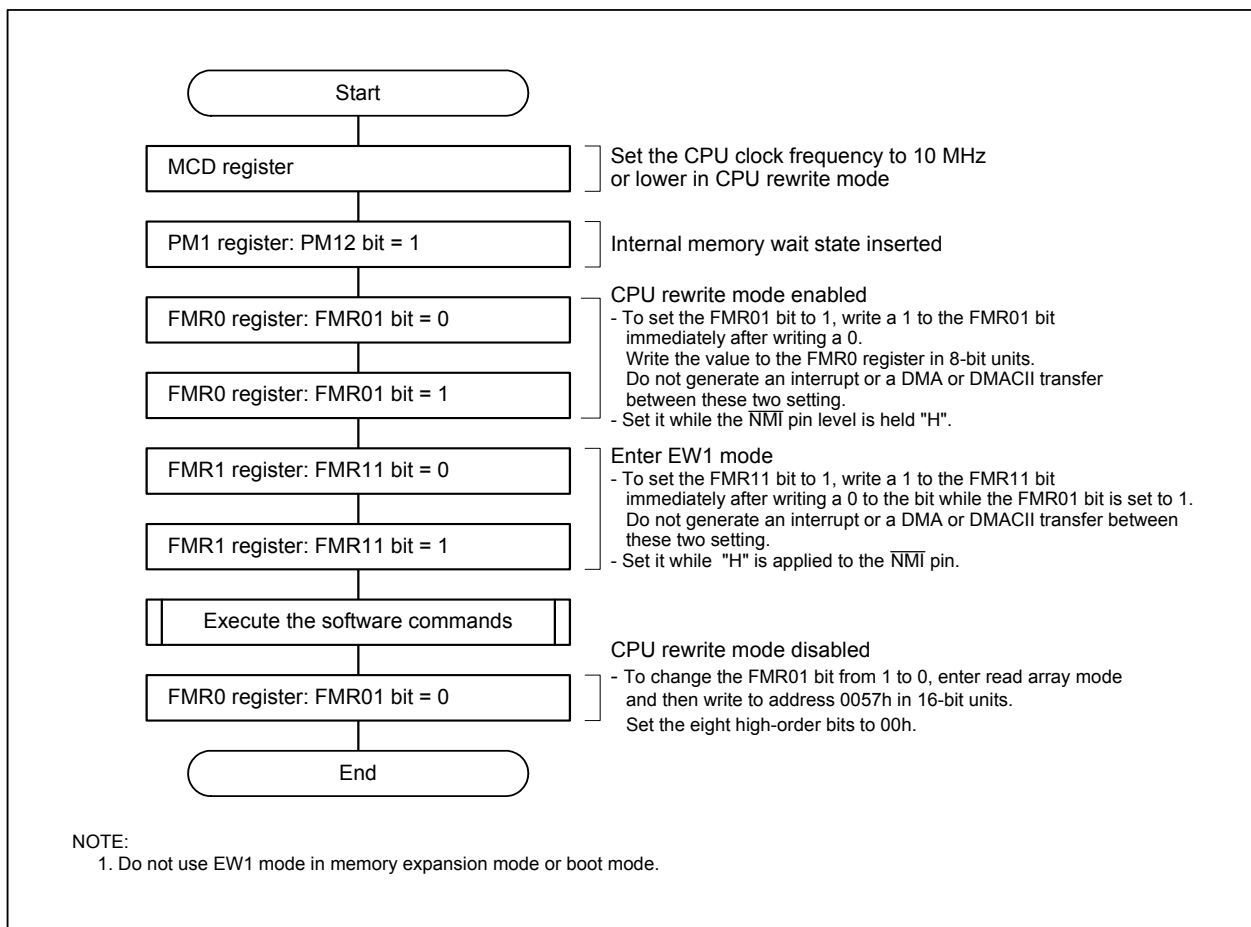 Start
MCD register
Set the CPU clock frequency to 10 MHz
or lower in CPU rewrite mode
PM1 register: PM12 bit = 1
Internal memory wait state inserted
FMR0 register: FMR01 bit = 0
FMR0 register: FMR01 bit = 1
CPU rewrite mode enabled
- To set the FMR01 bit to 1, write a 1 to the FMR01 bit
immediately after writing a 0.
Write the value to the FMR0 register in 8-bit units.
Do not generate an interrupt or a DMA or DMACII transfer
between these two setting.
- Set it while the NMI pin level is held "H".
FMR1 register: FMR11 bit = 0
FMR1 register: FMR11 bit = 1
Enter EW1 mode
- To set the FMR11 bit to 1, write a 1 to the FMR11 bit
immediately after writing a 0 to the bit while the FMR01 bit is set to 1.
Do not generate an interrupt or a DMA or DMACII transfer between
these two setting.
- Set it while "H" is applied to the NMI pin.
Execute the software commands
FMR0 register: FMR01 bit = 0
CPU rewrite mode disabled
- To change the FMR01 bit from 1 to 0, enter read array mode
and then write to address 0057h in 16-bit units.
Set the eight high-order bits to 00h.
End
NOTE:
1. Do not use EW1 mode in memory expansion mode or boot mode.